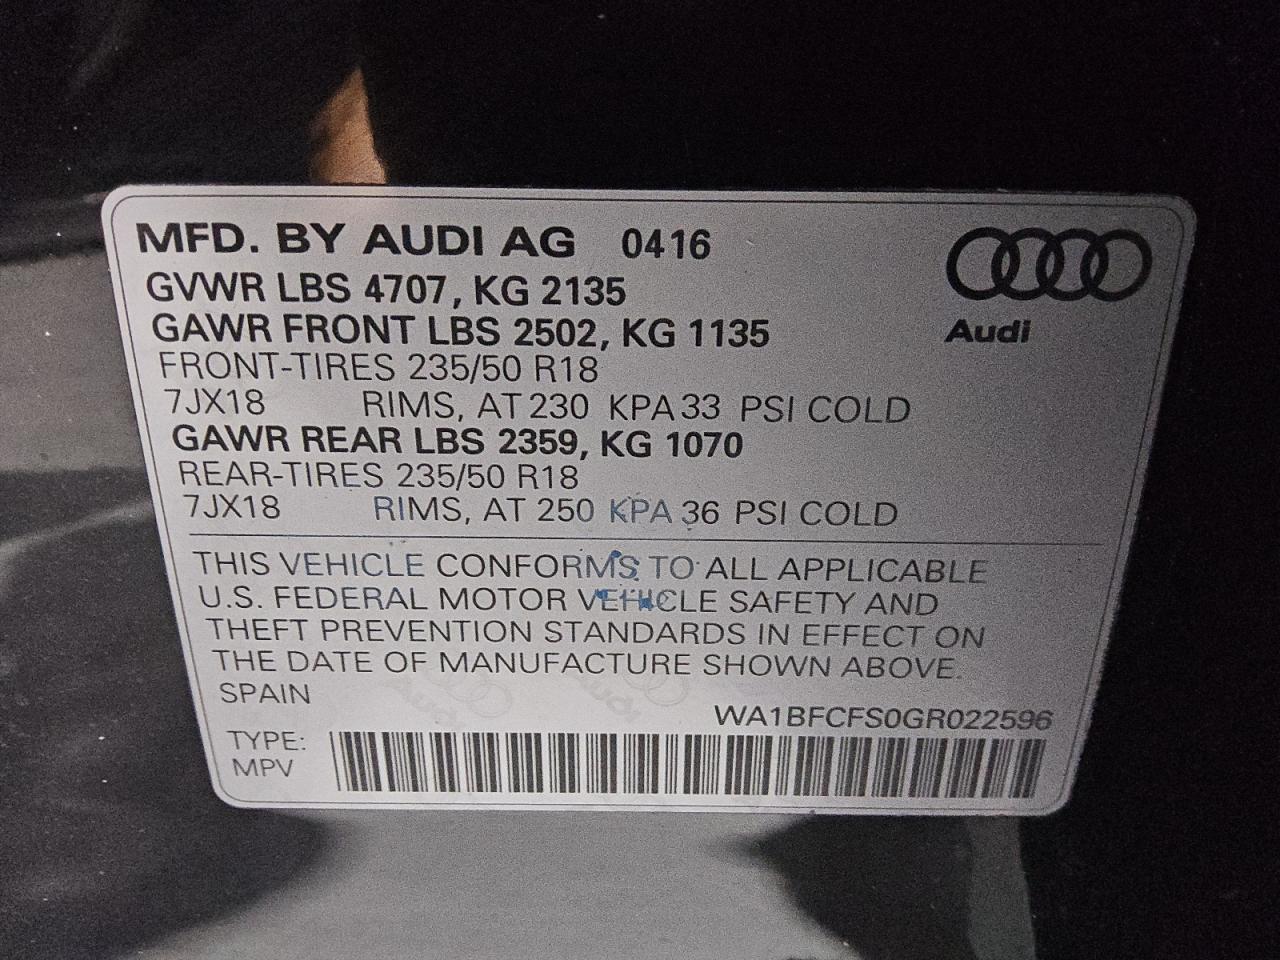 MFD. BY AUDI AG 0416
GVWR LBS 4707, KG 2135
GAWR FRONT LBS 2502, KG 1135
FRONT-TIRES 235/50 R18
7JX18 RIMS, AT 230 KPA 33 PSI COLD
GAWR REAR LBS 2359, KG 1070
REAR-TIRES 235/50 R18
7JX18 RIMS, AT 250 KPA 36 PSI COLD
Audi
THIS VEHICLE CONFORMS TO ALL APPLICABLE
U.S. FEDERAL MOTOR VEHICLE SAFETY AND
THEFT PREVENTION STANDARDS IN EFFECT ON
THE DATE OF MANUFACTURE SHOWN ABOVE.
SPAIN
WA1BFCFS0GR022596
TYPE:
MPV